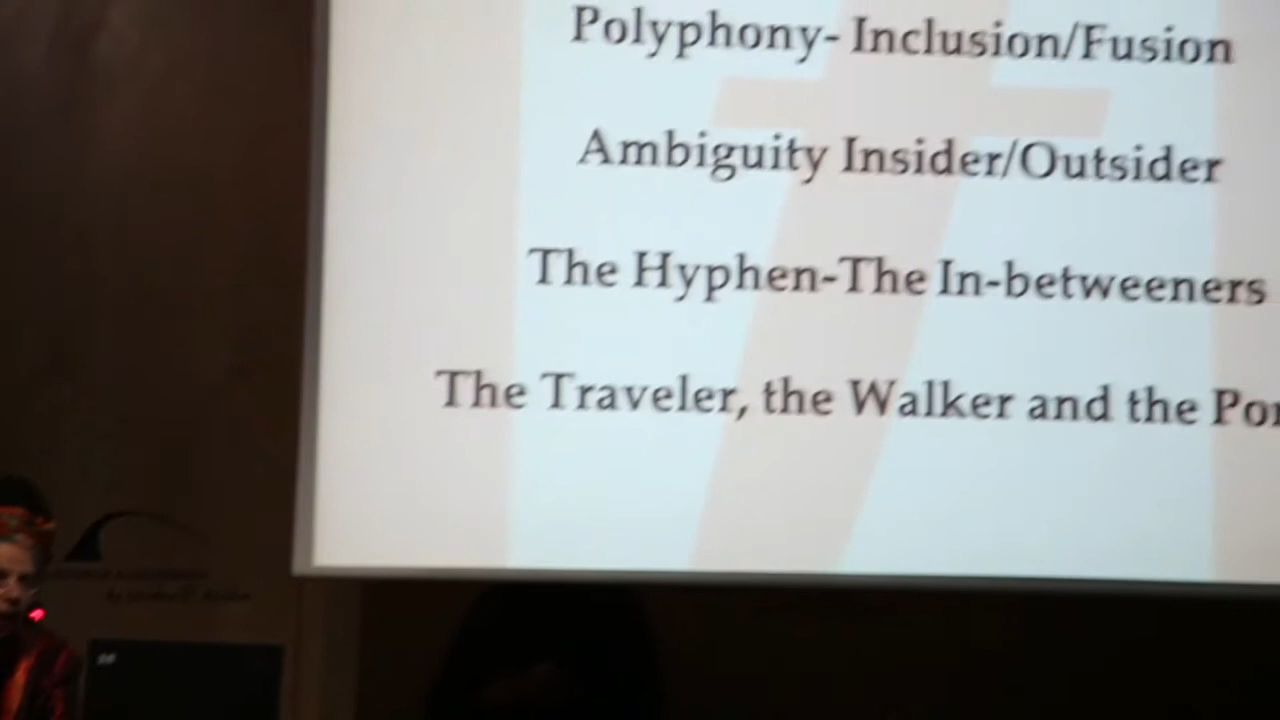 Polyphony- Inclusion/Fusion
Ambiguity Insider/Outsider
The Hyphen-The In-betweeners
The Traveler, the Walker and the